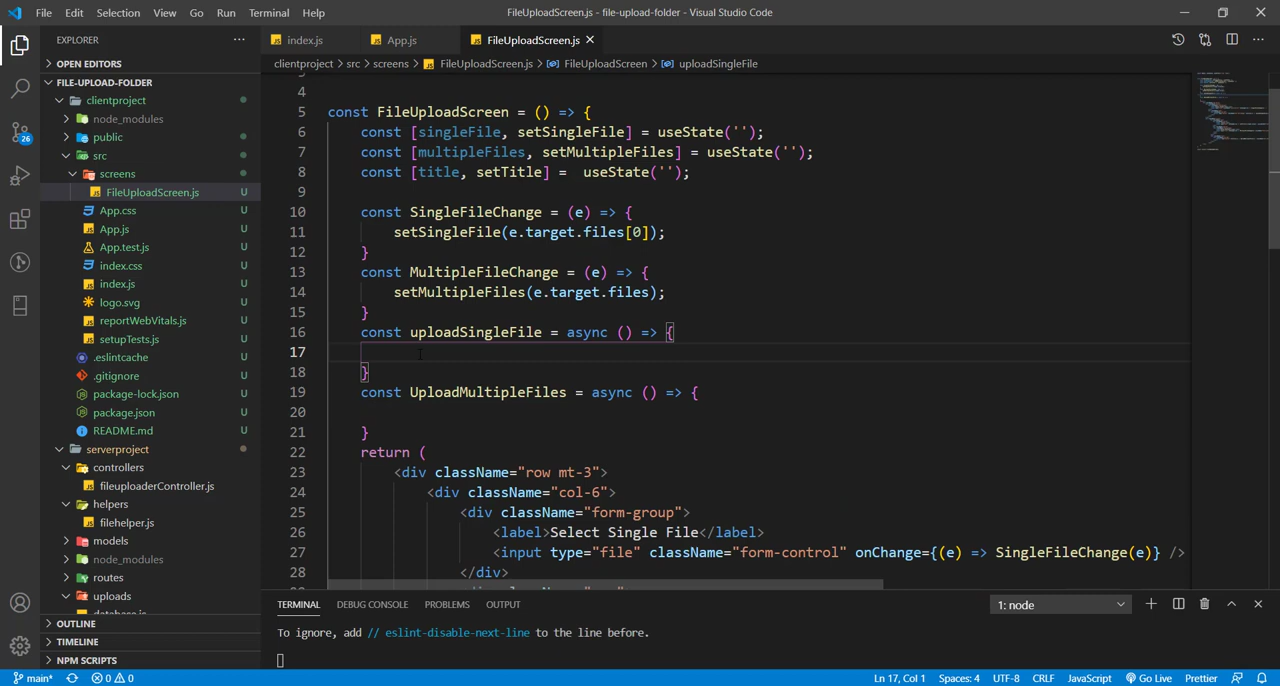 File Edit Selection View Go Run Terminal Help
FileUploadScreen.js - file-upload-folder - Visual Studio Code
EXPLORER
OPEN EDITORS
FILE-UPLOAD-FOLDER
clientproject
node_modules
public
src
screens
FileUploadScreen.js U
App.css U
App.js U
App.test.js U
index.css U
index.js U
logo.svg U
reportWebVitals.js U
setupTests.js U
.eslintcache U
.gitignore U
package-lock.json U
package.json U
README.md U
serverproject
controllers
fileuploaderController.js U
helpers
filehelper.js U
models
node_modules
routes
uploads
database.js U
OUTLINE
TIMELINE
NPM SCRIPTS
26
index.js App.js FileUploadScreen.js
clientproject > src > screens > FileUploadScreen.js > FileUploadScreen > uploadSingleFile
4
5 const FileUploadScreen = () => {
6 const [singleFile, setSingleFile] = useState('');
7 const [multipleFiles, setMultipleFiles] = useState('');
8 const [title, setTitle] =  useState('');
9
10 const SingleFileChange = (e) => {
11 setSingleFile(e.target.files[0]);
12 }
13 const MultipleFileChange = (e) => {
14 setMultipleFiles(e.target.files);
15 }
16 const uploadSingleFile = async () => {
17
18 }
19 const UploadMultipleFiles = async () => {
20
21 }
22 return (
23 <div className="row mt-3">
24 <div className="col-6">
25 <div className="form-group">
26 <label>Select Single File</label>
27 <input type="file" className="form-control" onChange={(e) => SingleFileChange(e)} />
28 </div>
TERMINAL DEBUG CONSOLE PROBLEMS OUTPUT
1: node
To ignore, add // eslint-disable-next-line to the line before.
main* 0 0
Ln 17, Col 1 Spaces: 4 UTF-8 CRLF JavaScript Go Live Prettier